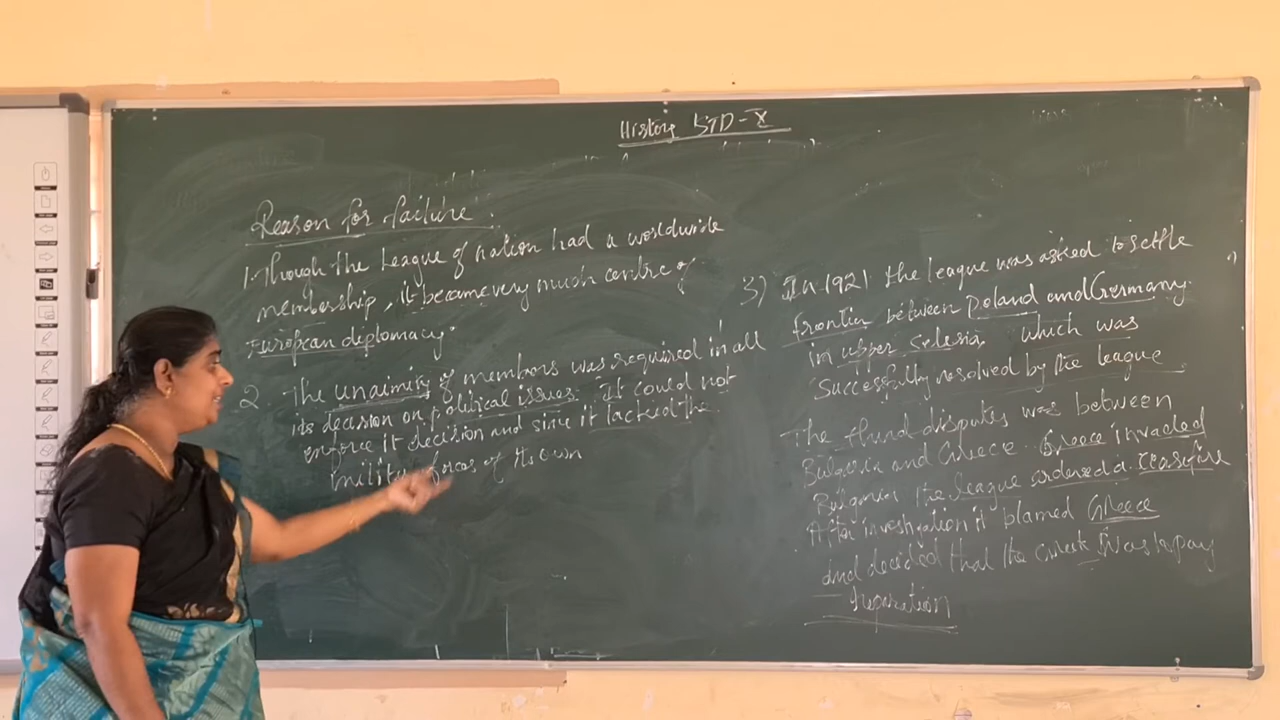 History STD-X
Reason for failure:
1. Though the League of nation had a worldwide
membership, it became very much centre of
European diplomacy.
2 The unaimity of members was required in all
its decision on political issues. It could not
enforce it decision and since it lacked the
forces of its own
3) In 1921 the league was asked to settle
frontier between Poland and Germany.
in upper Selesia which was
Successfully resolved by the league.
The third disputes was between
Bulgaria and Greece. Greece invaded
Bulgaria the league ordered a ceasefire
After investigation it blamed Greece
and decided that the Greek was to pay
reparation